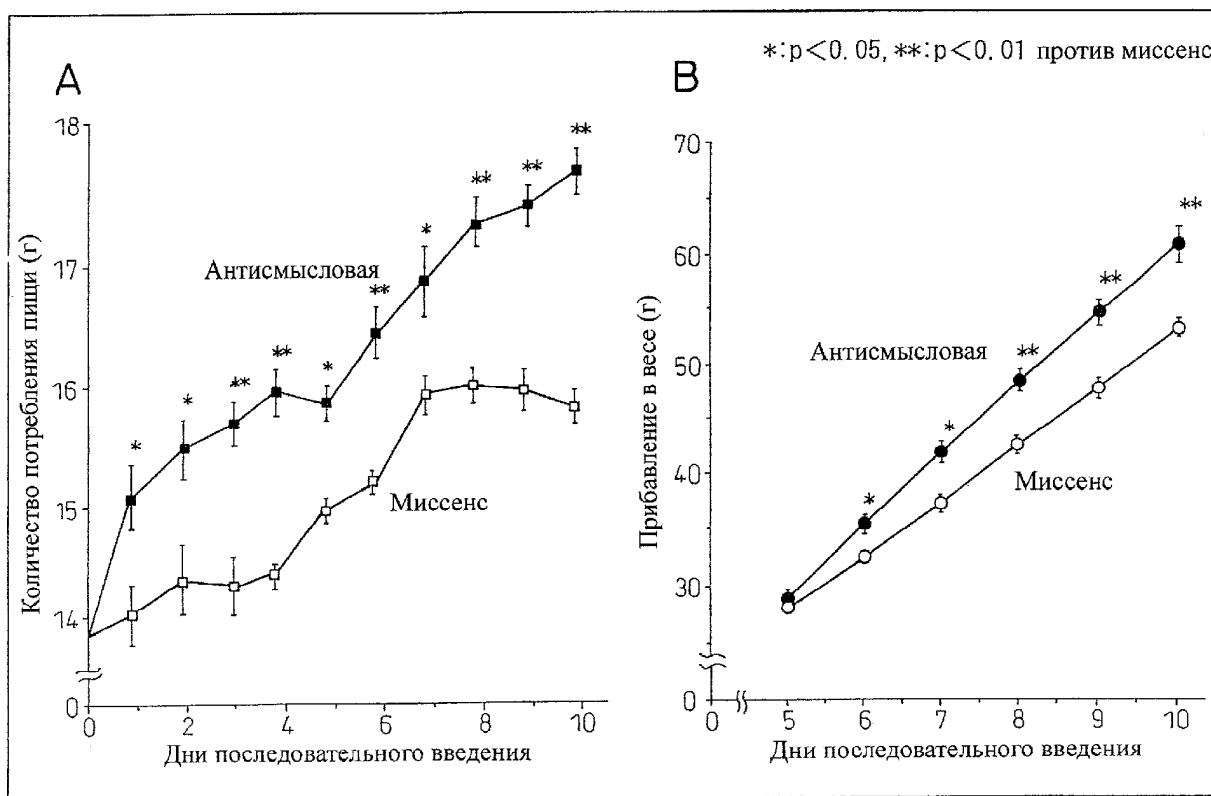 *:p<0.05, **:p<0.01 против миссенс
A
Количество потребления пищи (г)
18
17
16
15
14
0
* * ** ** * ** * ** ** **
Антисмысловая
Миссенс
0 2 4 6 8 10
Дни последовательного введения
B
Прибавление в весе (г)
70
60
50
40
30
0
* * ** ** **
Антисмысловая
Миссенс
0 5 6 7 8 9 10
Дни последовательного введения